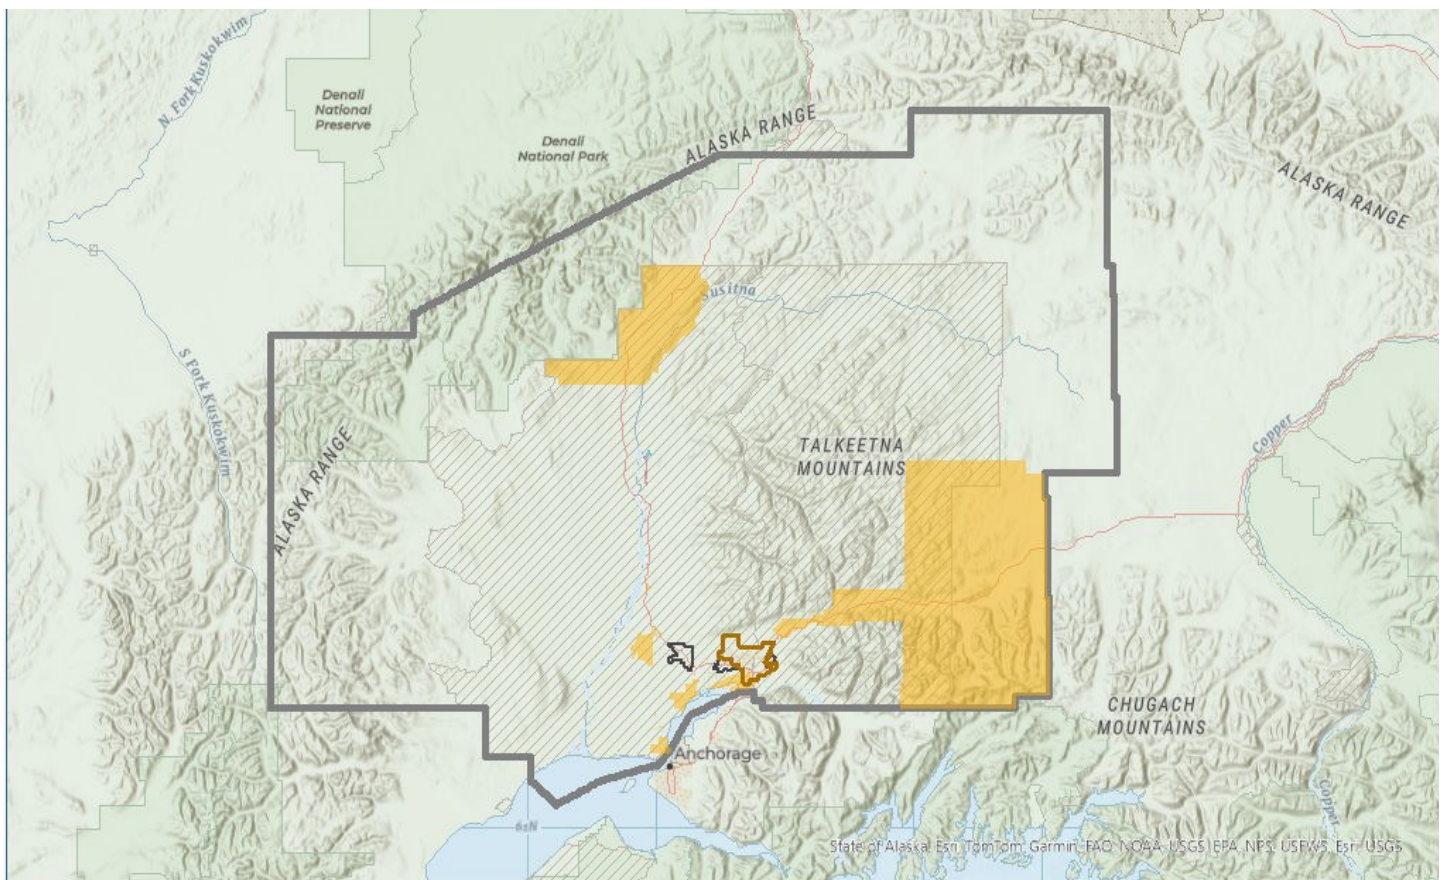 N. Fork Kuskokwim
Denali
National
Preserve
Denali
National Park
ALASKA RANGE
ALASKA RANGE
Susitna
S Fork Kuskokwim
ALASKA RANGE
TALKEETNA
MOUNTAINS
Copper
CHUGACH
MOUNTAINS
Anchorage
Copper
61N
State of Alaska, Esri, TomTom, Garmin, FAO, NOAA, USGS, EPA, NPS, USFWS, Esri, USGS